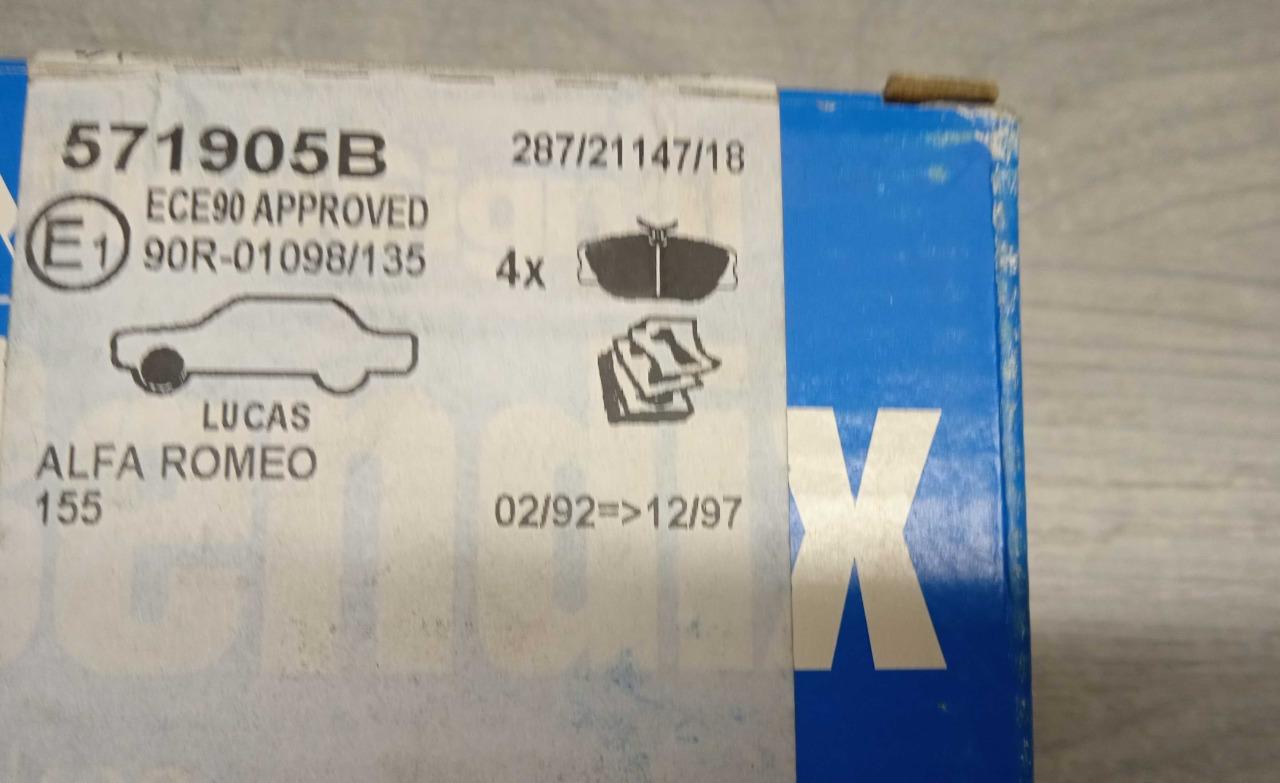 571905B
287/21147/18
E1
ECE90 APPROVED
90R-01098/135
4x
LUCAS
ALFA ROMEO
155
02/92=>12/97
Bendix